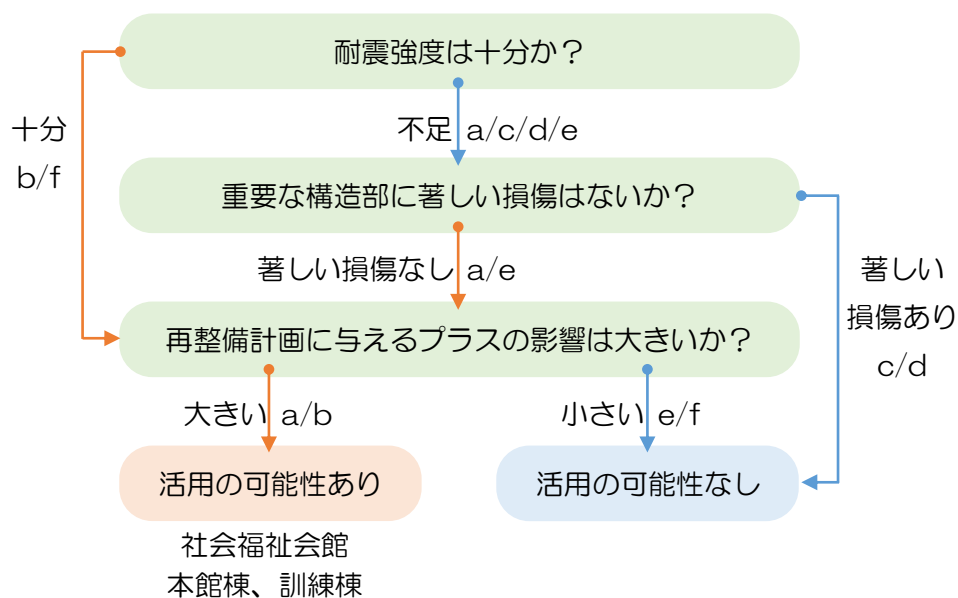 耐震強度は十分か？
十分
b/f
不足 a/c/d/e
重要な構造部に著しい損傷はないか？
著しい損傷なし a/e
著しい
損傷あり
c/d
再整備計画に与えるプラスの影響は大きいか？
大きい a/b
小さい e/f
活用の可能性あり
活用の可能性なし
社会福祉会館
本館棟、訓練棟